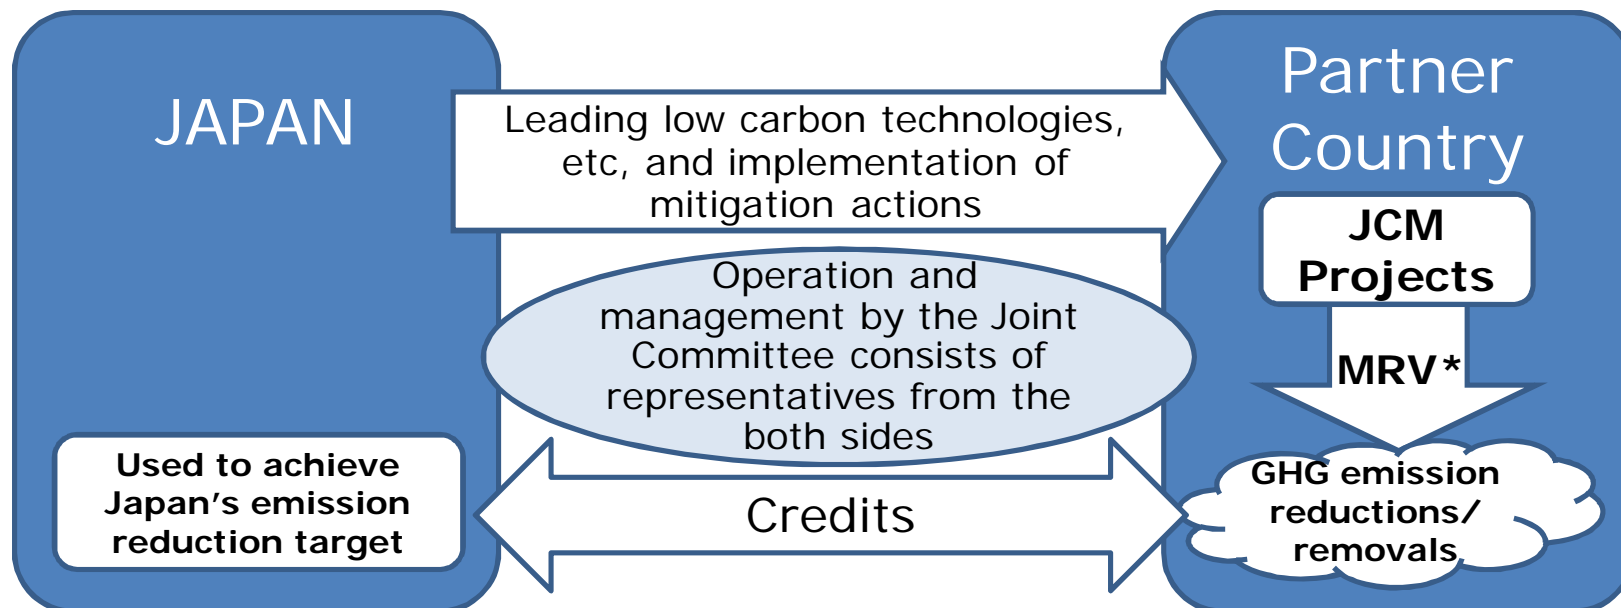 JAPAN
Leading low carbon technologies,
etc, and implementation of
mitigation actions
Partner
Country
JCM
Projects
Operation and
management by the Joint
Committee consists of
representatives from the
both sides
MRV*
Used to achieve
Japan’s emission
reduction target
Credits
GHG emission
reductions/
removals